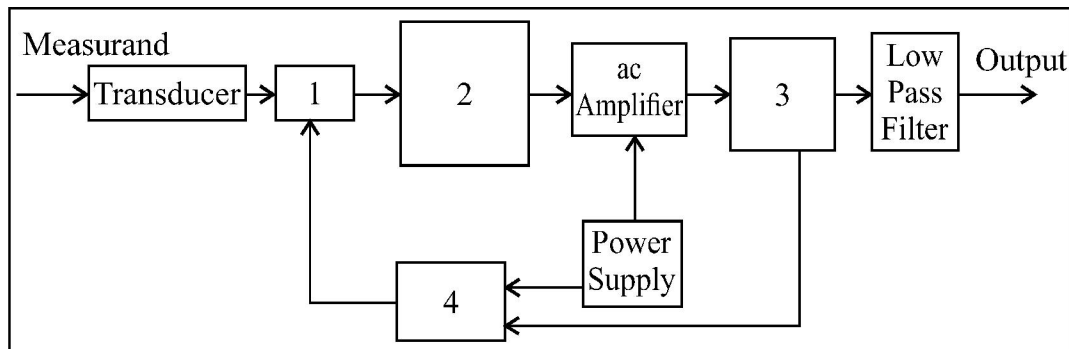 Measurand
Transducer
1
2
ac
Amplifier
3
Low
Pass
Filter
Output
Power
Supply
4